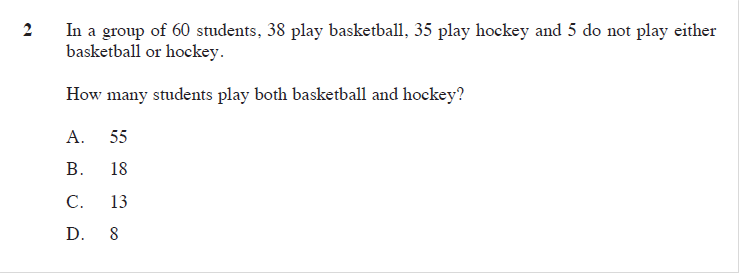 2 In a group of 60 students, 38 play basketball, 35 play hockey and 5 do not play either
basketball or hockey.
How many students play both basketball and hockey?
A. 55
B. 18
C. 13
D. 8